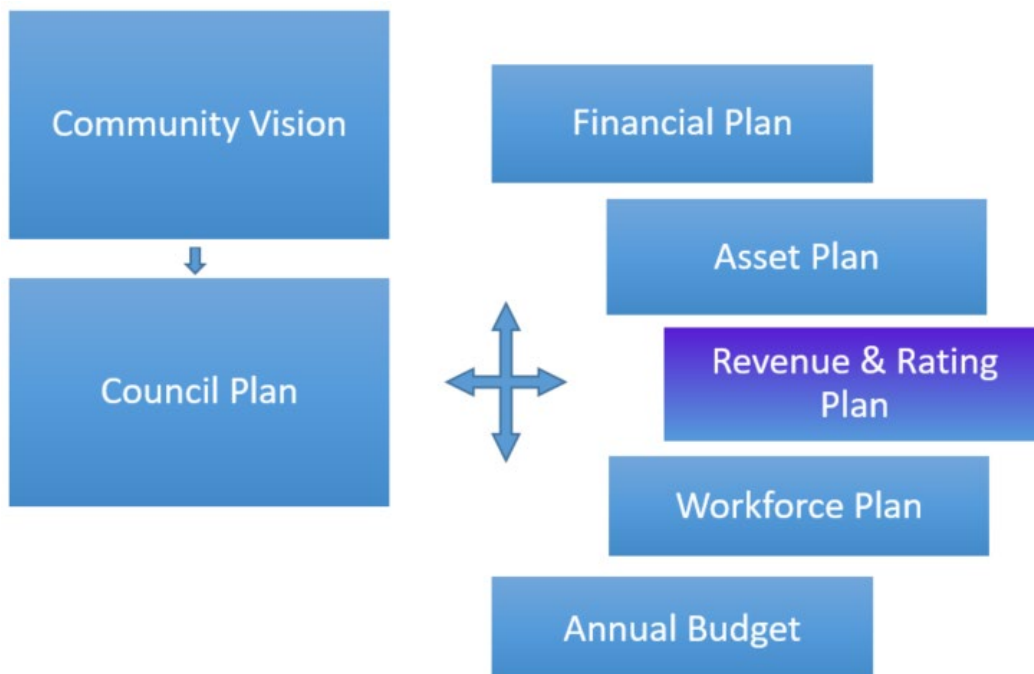 Community Vision
Council Plan
Financial Plan
Asset Plan
Revenue & Rating
Plan
Workforce Plan
Annual Budget